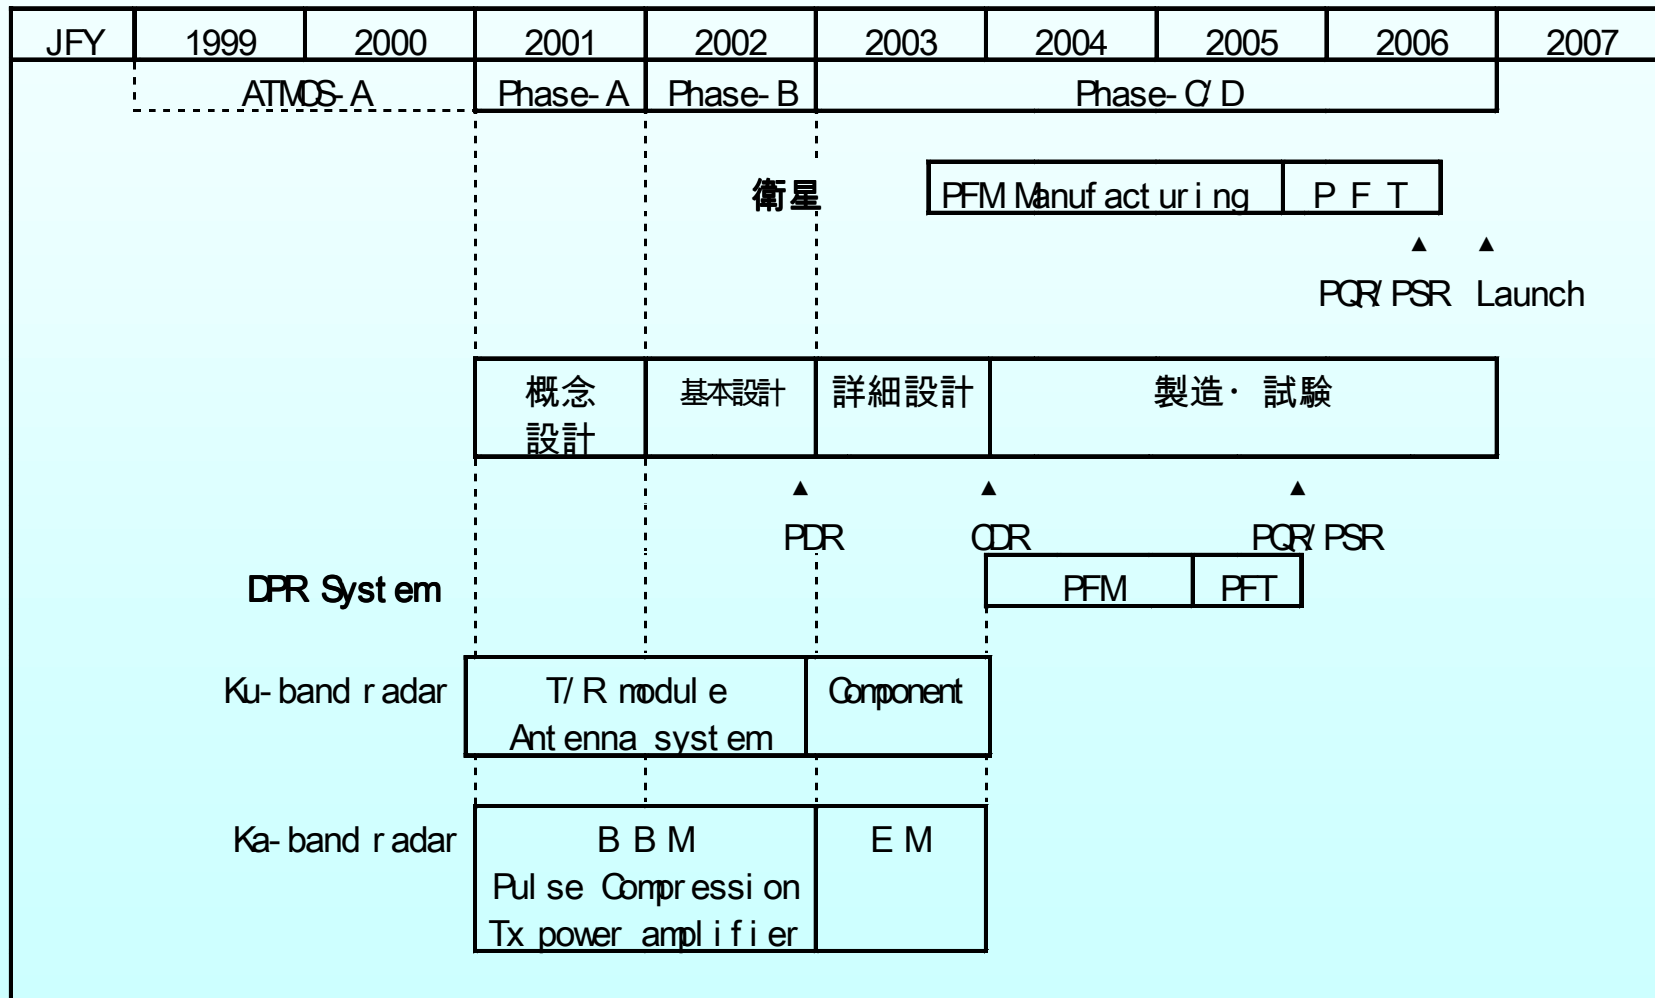 JFY 1999 2000 2001 2002 2003 2004 2005 2006 2007
ATMOS-A Phase-A Phase-B Phase-C/D
衛星 PFM Manufacturing PFT
▲ ▲
PQR/PSR Launch
概念 基本設計 詳細設計 製造・試験
設計
▲ ▲ ▲
PDR CDR PQR/PSR
DPR System PFM PFT
Ku-band radar T/R module Component
Antenna system
Ka-band radar BBM EM
Pulse Compression
Tx power amplifier